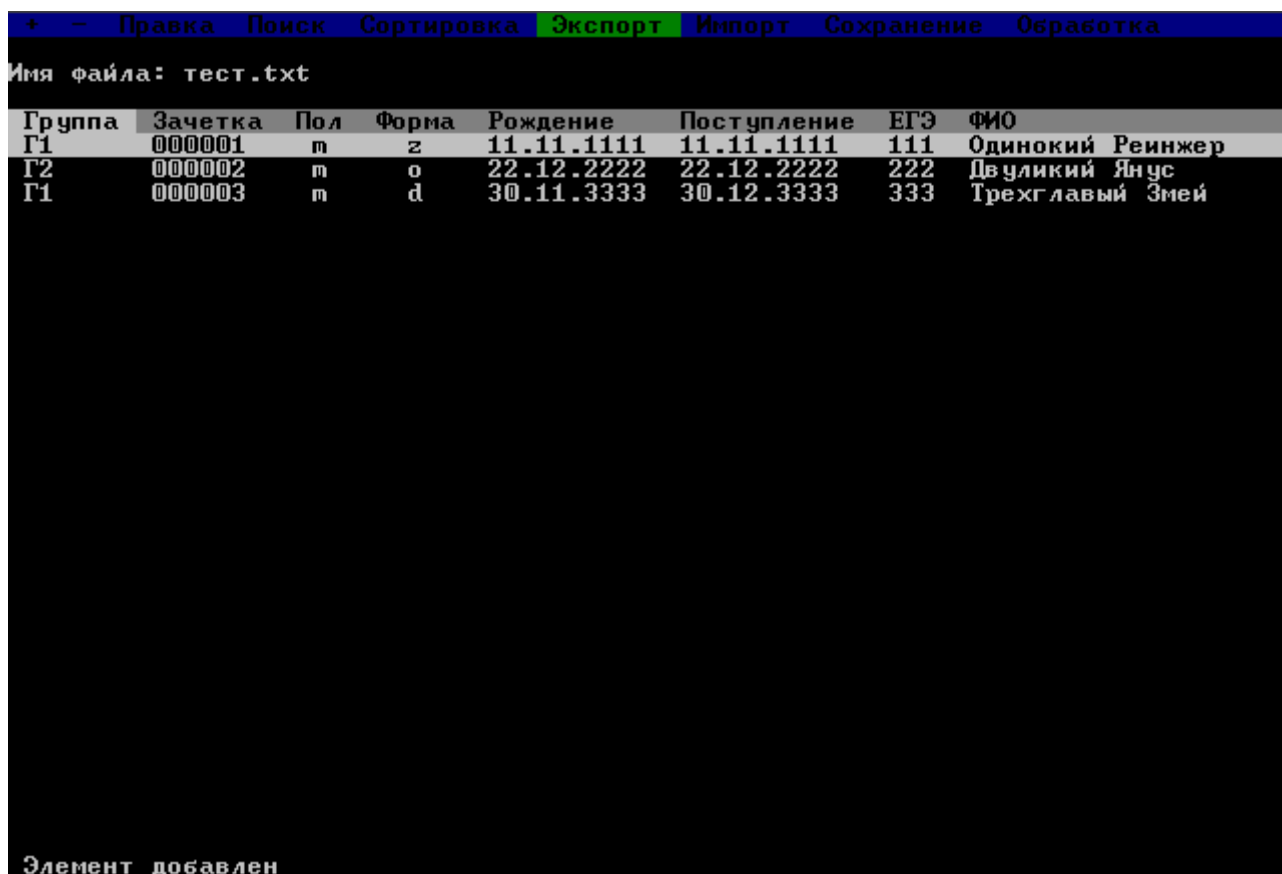 + - Правка Поиск Сортировка Экспорт Импорт Сохранение Обработка
Имя файла: тест.txt
Группа Зачетка Пол Форма Рождение Поступление ЕГЭ ФИО
Г1 000001 m z 11.11.1111 11.11.1111 111 Одинокий Реинжер
Г2 000002 m o 22.12.2222 22.12.2222 222 Двуликий Янус
Г1 000003 m d 30.11.3333 30.12.3333 333 Трехглавый Змей
Элемент добавлен